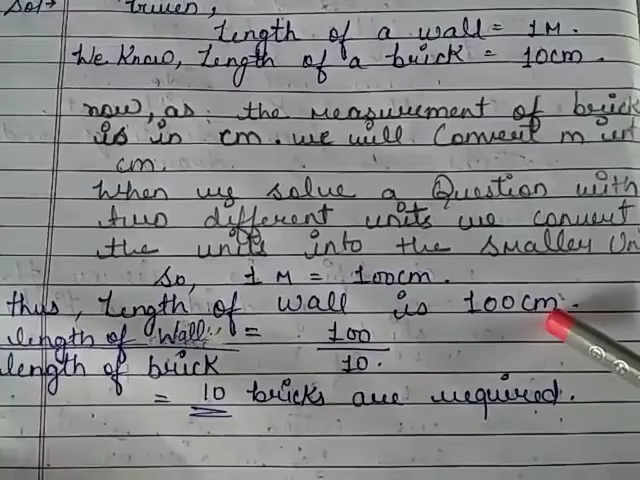 Sol→ Given,
Length of a wall = 1M.
We Know, Length of a brick = 10cm.
now, as the measurement of brick
is in cm. we will Convert m int
cm.
When we solve a Question with
two different units we convert
the units into the smaller Un
So, 1 M = 100cm.
thus, Length of wall is 100cm.
length of wall = 100
length of brick 10.
= 10 bricks are required.